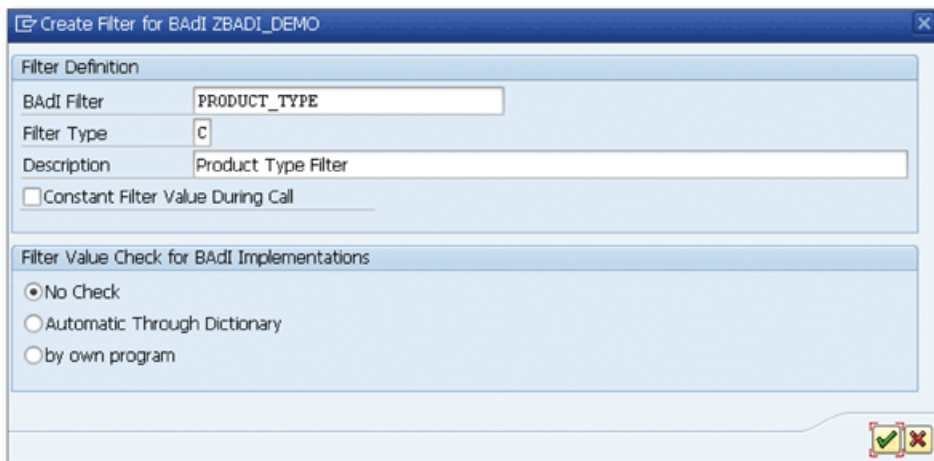 Create Filter for BAdI ZBADI_DEMO
Filter Definition
BAdI Filter PRODUCT_TYPE
Filter Type C
Description Product Type Filter
Constant Filter Value During Call
Filter Value Check for BAdI Implementations
No Check
Automatic Through Dictionary
by own program